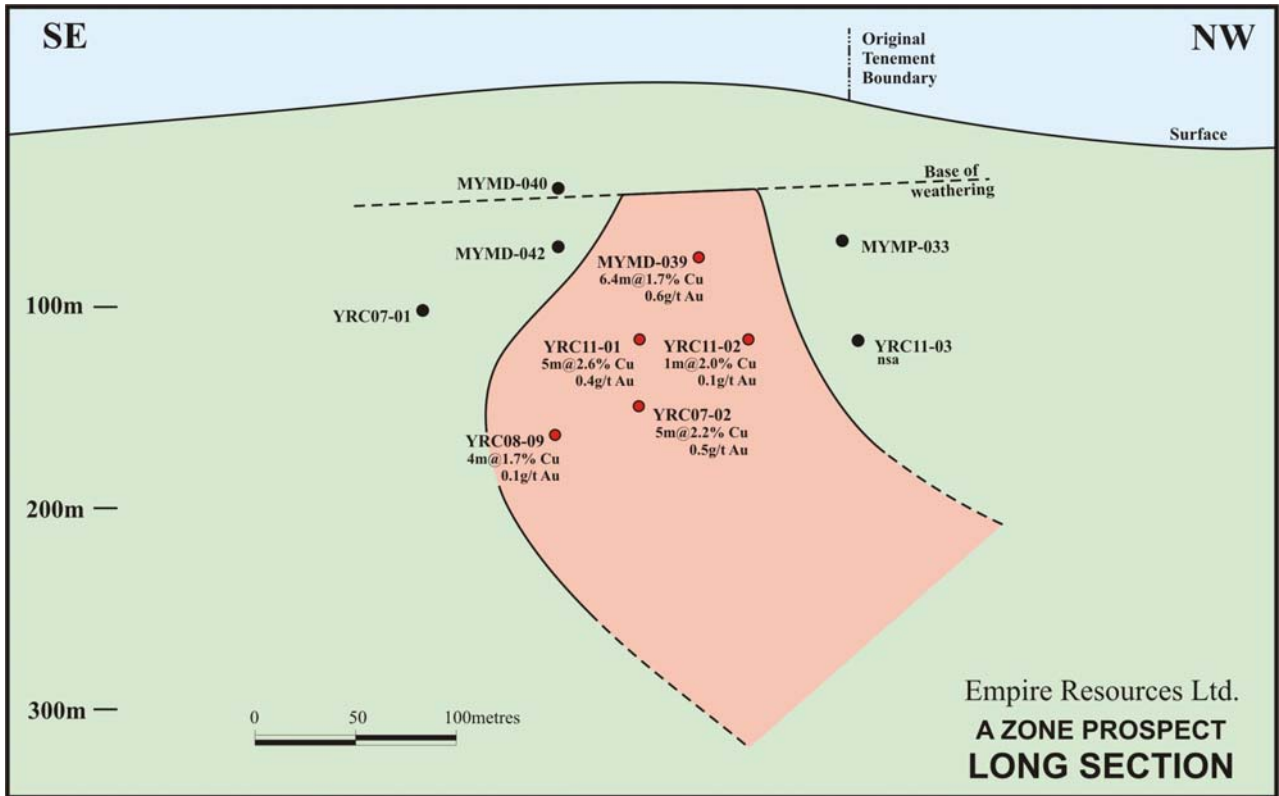 SE
NW
Original
Tenement
Boundary
Surface
Base of
weathering
MYMD-040
MYMD-042
MYMP-033
MYMD-039
6.4m@1.7% Cu
0.6g/t Au
100m
YRC07-01
YRC11-01
5m@2.6% Cu
0.4g/t Au
YRC11-02
1m@2.0% Cu
0.1g/t Au
YRC11-03
nsa
YRC07-02
5m@2.2% Cu
0.5g/t Au
YRC08-09
4m@1.7% Cu
0.1g/t Au
200m
300m
0 50 100metres
Empire Resources Ltd.
A ZONE PROSPECT
LONG SECTION